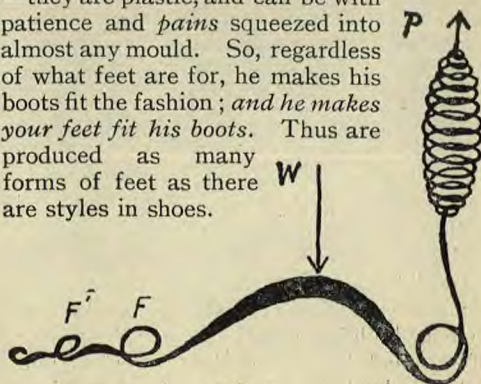 they are plastic, and can be with
patience and pains squeezed into
almost any mould. So, regardless
of what feet are for, he makes his
boots fit the fashion ; and he makes
your feet fit his boots. Thus are
produced as many
forms of feet as there
are styles in shoes.
P
W
F' F